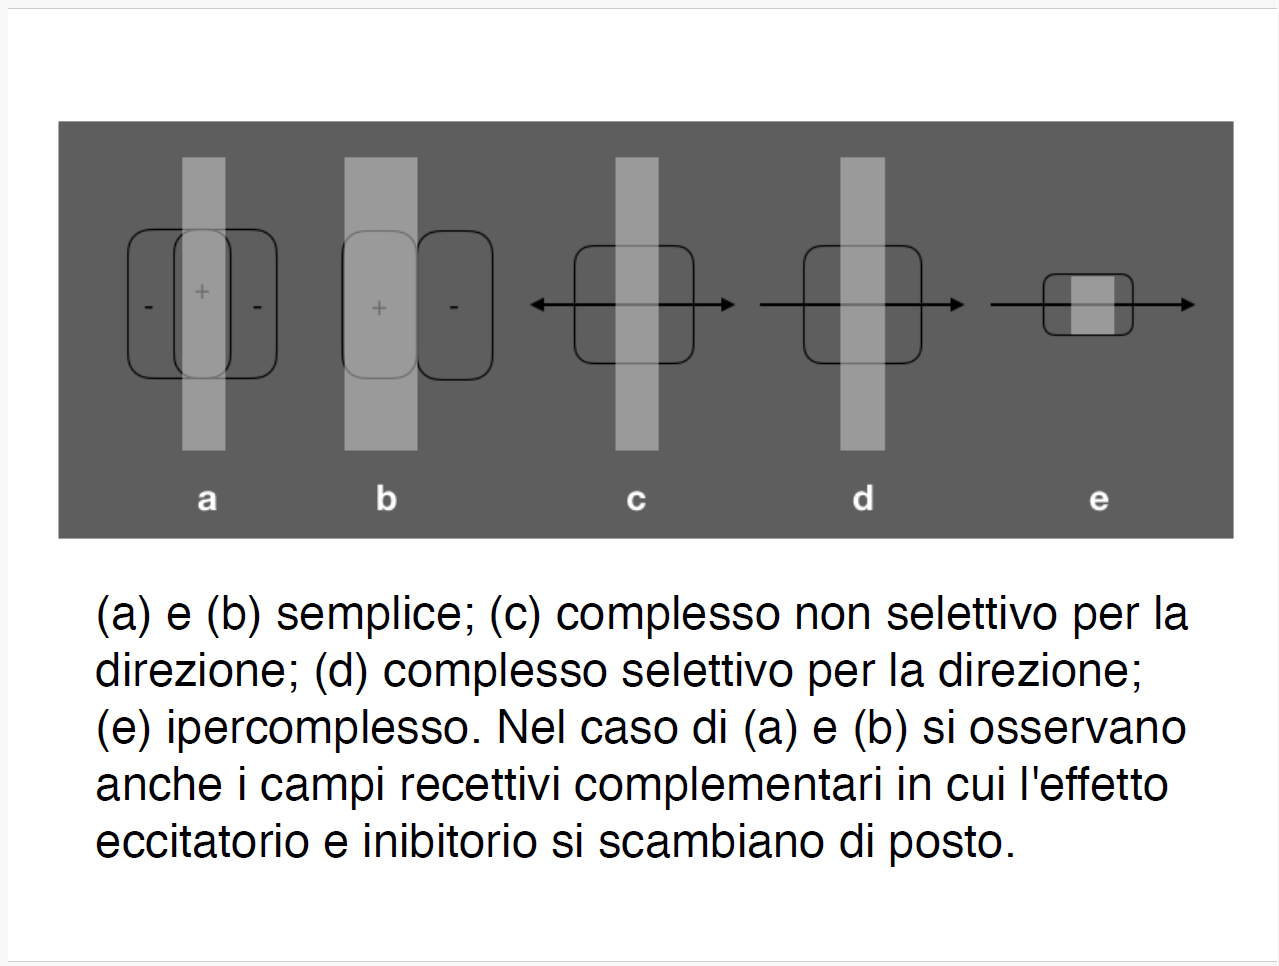 - + - + -
a b c d e
(a) e (b) semplice; (c) complesso non selettivo per la
direzione; (d) complesso selettivo per la direzione;
(e) ipercomplesso. Nel caso di (a) e (b) si osservano
anche i campi recettivi complementari in cui l'effetto
eccitatorio e inibitorio si scambiano di posto.